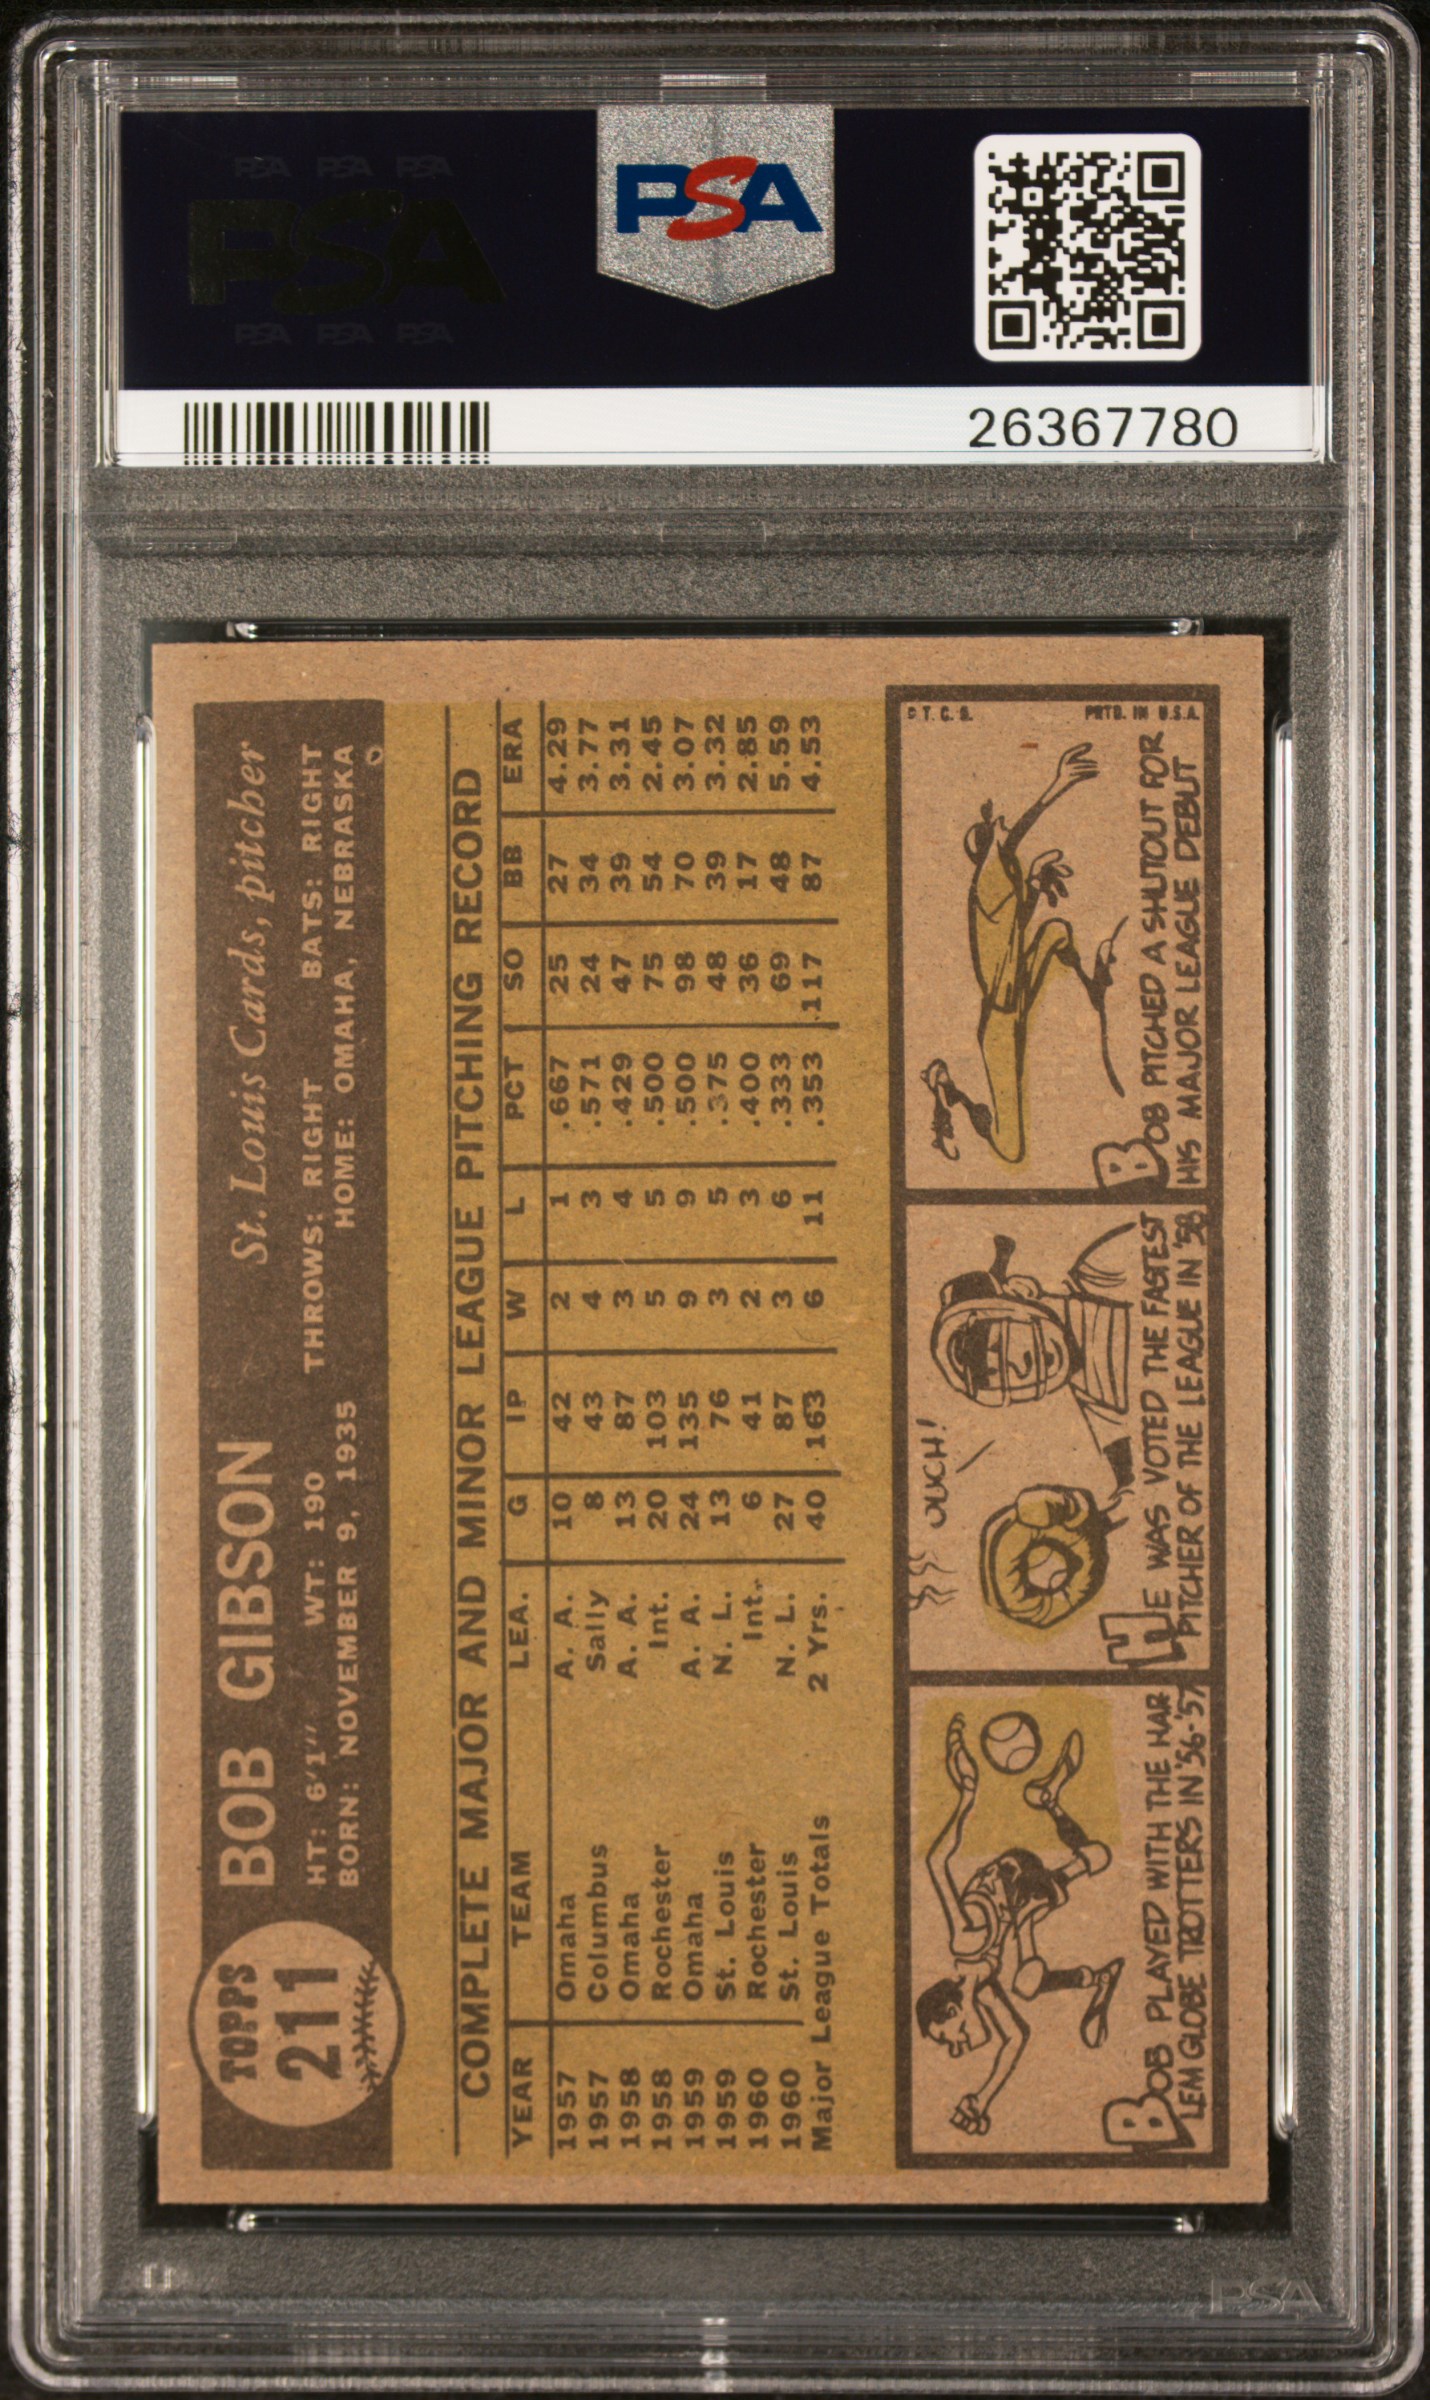 PSA PSA PSA
PSA
PSA PSA PSA
PSA
26367780
TOPPS
211
BOB GIBSON St. Louis Cards, pitcher
HT: 6'1" WT: 190 THROWS: RIGHT BATS: RIGHT
BORN: NOVEMBER 9, 1935 HOME: OMAHA, NEBRASKA
COMPLETE MAJOR AND MINOR LEAGUE PITCHING RECORD
YEAR TEAM LEA. G IP W L PCT SO BB ERA
1957 Omaha A. A. 10 42 2 1 .667 25 27 4.29
1957 Columbus Sally 8 43 4 3 .571 24 34 3.77
1958 Omaha A. A. 13 87 3 4 .429 47 39 3.31
1958 Rochester Int. 20 103 5 5 .500 75 54 2.45
1959 Omaha A. A. 24 135 9 9 .500 98 70 3.07
1959 St. Louis N. L. 13 76 3 5 .375 48 39 3.32
1960 Rochester Int. 6 41 2 3 .400 36 17 2.85
1960 St. Louis N. L. 27 87 3 6 .333 69 48 5.59
Major League Totals 2 Yrs. 40 163 6 11 .353 117 87 4.53
BOB PLAYED WITH THE HAR
LEM GLOBE TROTTERS IN '56-'57
OUCH!
HE WAS VOTED THE FASTEST
PITCHER OF THE LEAGUE IN '58
© T. C. G. PRTD. IN U.S.A.
BOB PITCHED A SHUTOUT FOR
HIS MAJOR LEAGUE DEBUT
PSA